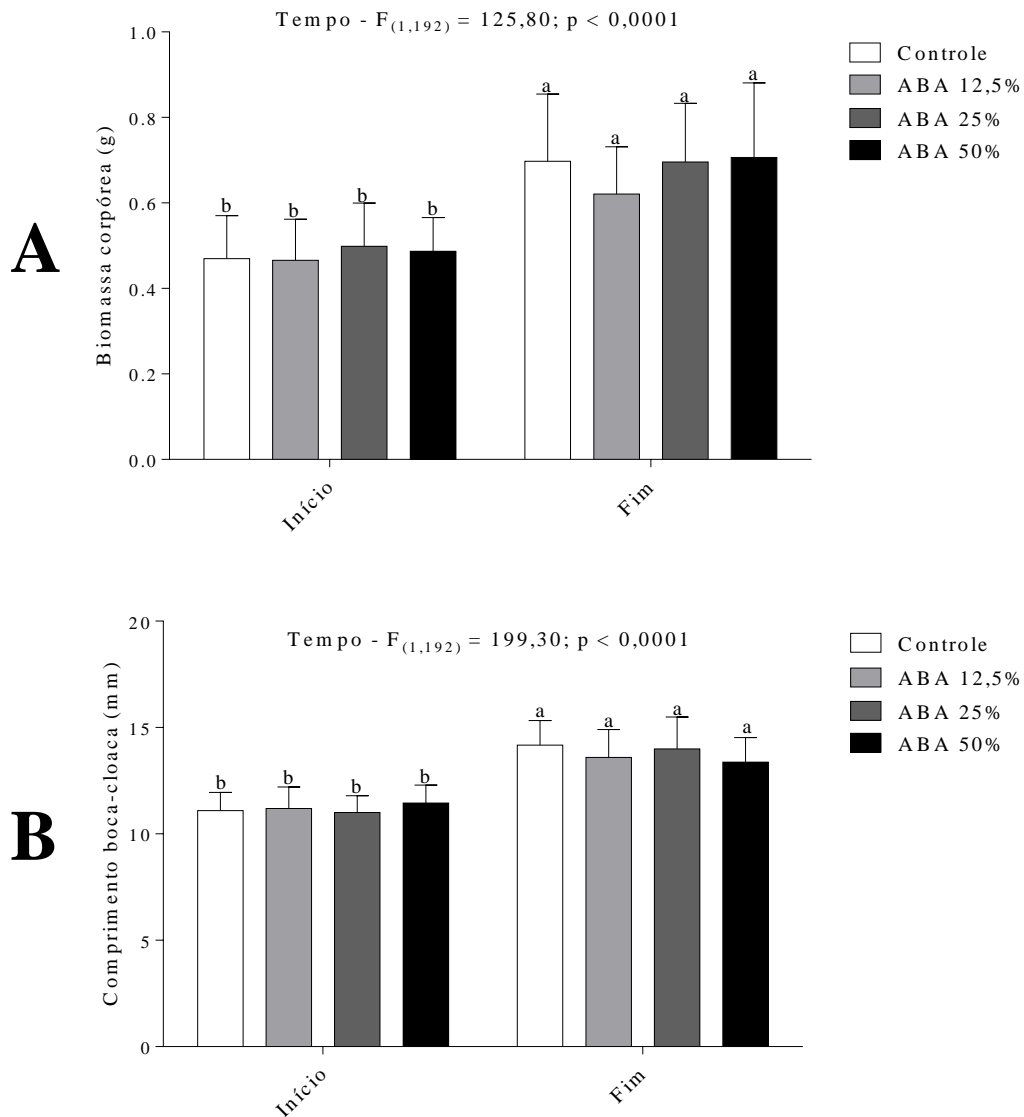 Tempo - F(1,192) = 125,80; p < 0,0001
A
Biomassa corpórea (g)
1.0
0.8
0.6
0.4
0.2
0.0
b b b b a a a a
Início Fim
Controle
ABA 12,5%
ABA 25%
ABA 50%
Tempo - F(1,192) = 199,30; p < 0,0001
B
Comprimento boca-cloaca (mm)
20
15
10
5
0
b b b b a a a a
Início Fim
Controle
ABA 12,5%
ABA 25%
ABA 50%